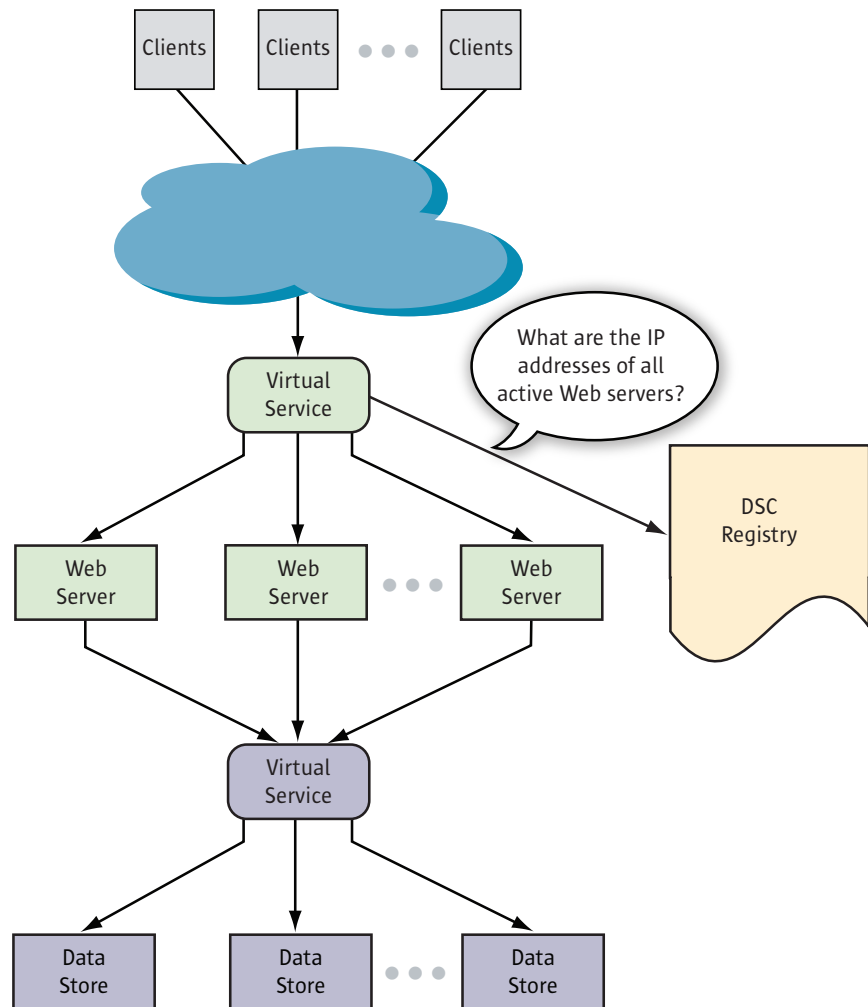 Clients
Clients
Clients
What are the IP
addresses of all
active Web servers?
Virtual
Service
DSC
Registry
Web
Server
Web
Server
Web
Server
Virtual
Service
Data
Store
Data
Store
Data
Store